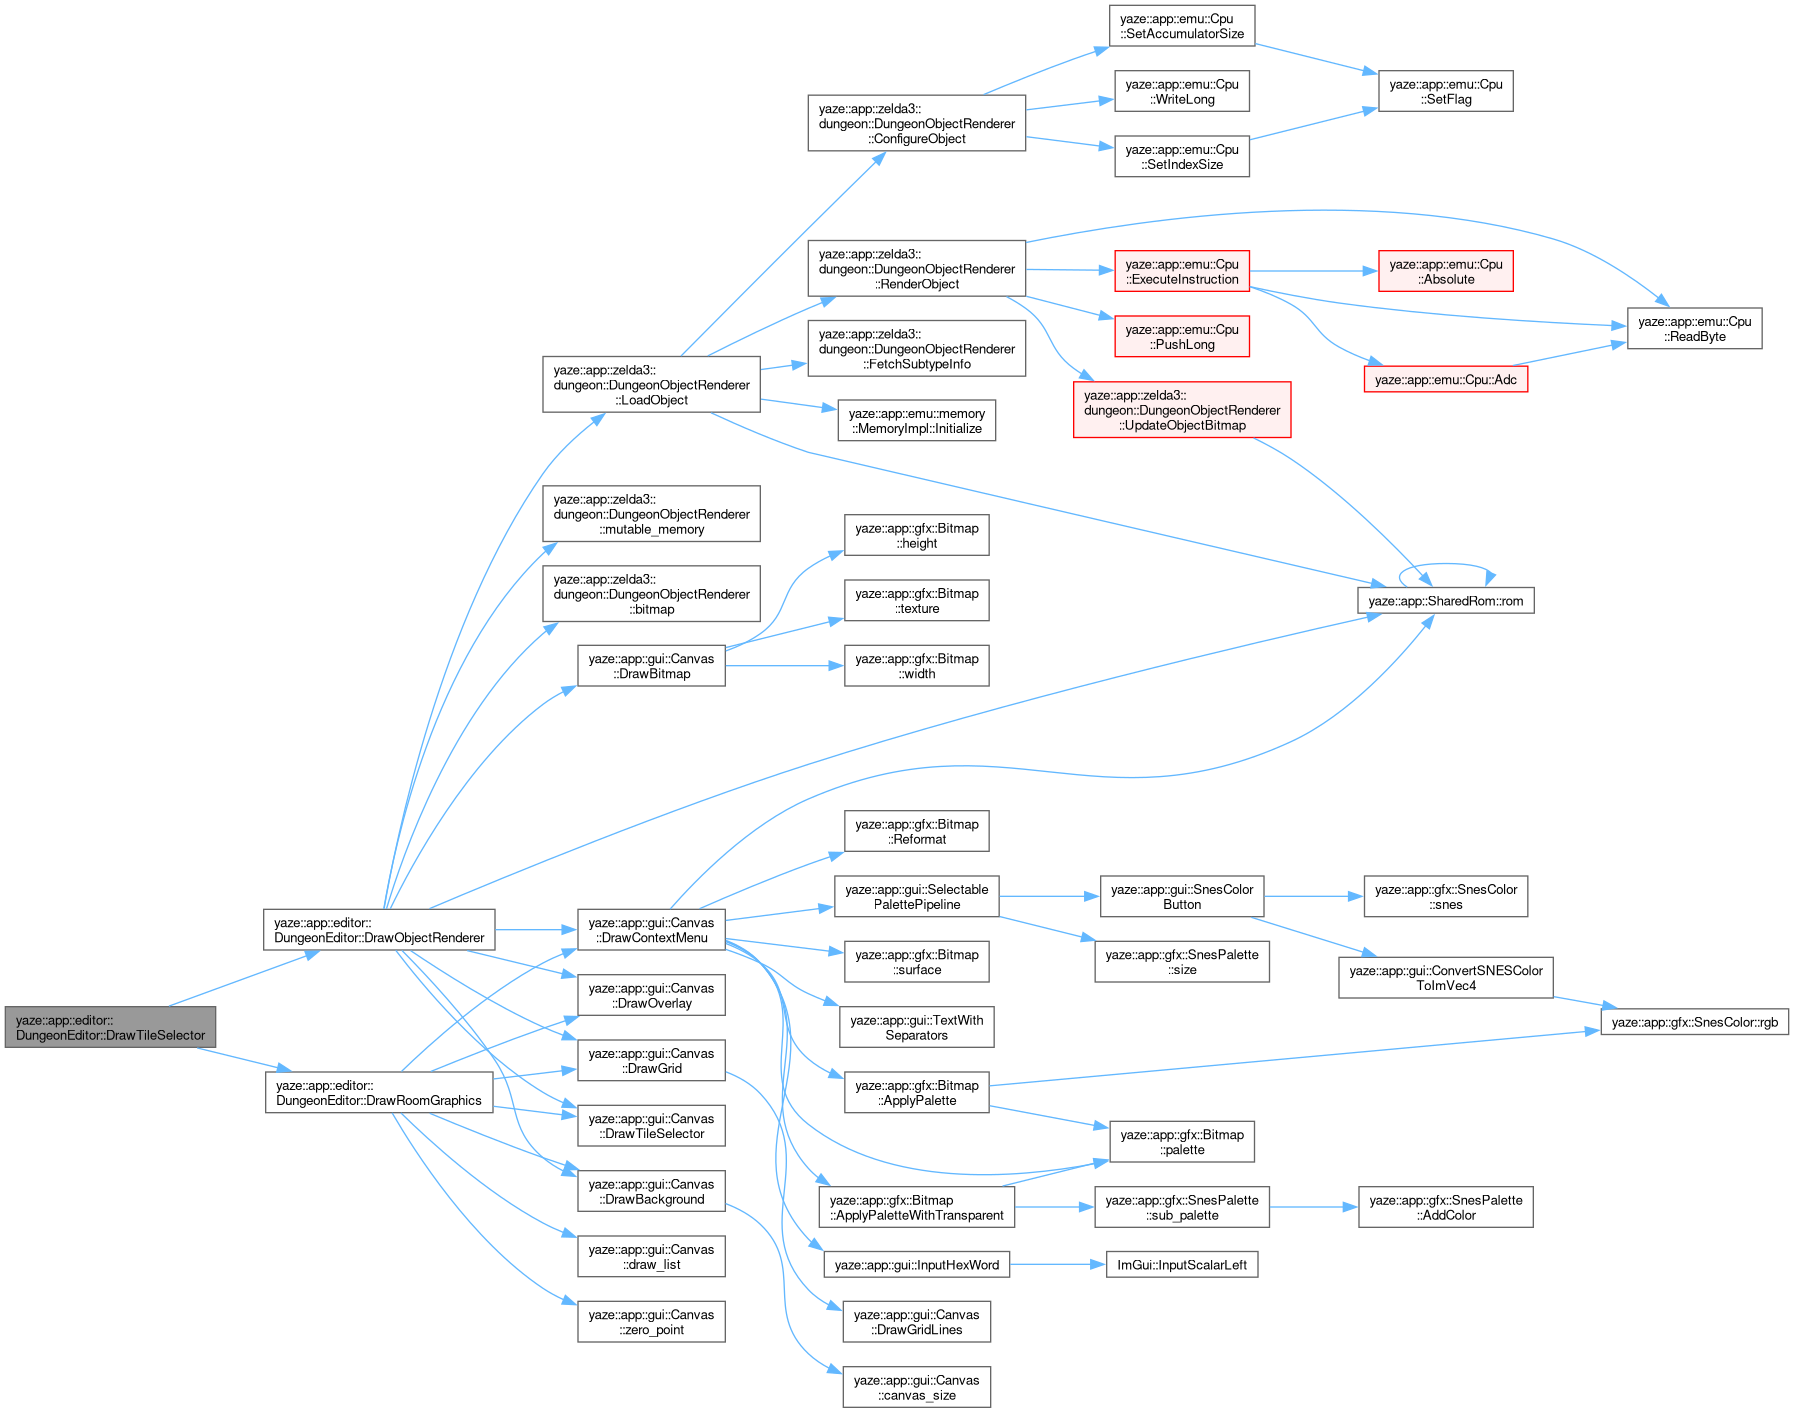 yaze::app::emu::Cpu
::SetAccumulatorSize
yaze::app::emu::Cpu
::WriteLong
yaze::app::emu::Cpu
::SetFlag
yaze::app::zelda3::
dungeon::DungeonObjectRenderer
::ConfigureObject
yaze::app::emu::Cpu
::SetIndexSize
yaze::app::zelda3::
dungeon::DungeonObjectRenderer
::RenderObject
yaze::app::emu::Cpu
::ExecuteInstruction
yaze::app::emu::Cpu
::Absolute
yaze::app::emu::Cpu
::PushLong
yaze::app::emu::Cpu
::ReadByte
yaze::app::zelda3::
dungeon::DungeonObjectRenderer
::FetchSubtypeInfo
yaze::app::zelda3::
dungeon::DungeonObjectRenderer
::LoadObject
yaze::app::emu::Cpu::Adc
yaze::app::zelda3::
dungeon::DungeonObjectRenderer
::UpdateObjectBitmap
yaze::app::emu::memory
::MemoryImpl::Initialize
yaze::app::zelda3::
dungeon::DungeonObjectRenderer
::mutable_memory
yaze::app::gfx::Bitmap
::height
yaze::app::zelda3::
dungeon::DungeonObjectRenderer
::bitmap
yaze::app::gfx::Bitmap
::texture
yaze::app::SharedRom::rom
yaze::app::gui::Canvas
::DrawBitmap
yaze::app::gfx::Bitmap
::width
yaze::app::gfx::Bitmap
::Reformat
yaze::app::gui::Selectable
PalettePipeline
yaze::app::gui::SnesColor
Button
yaze::app::gfx::SnesColor
::snes
yaze::app::editor::
DungeonEditor::DrawObjectRenderer
yaze::app::gui::Canvas
::DrawContextMenu
yaze::app::gfx::Bitmap
::surface
yaze::app::gfx::SnesPalette
::size
yaze::app::gui::ConvertSNESColor
ToImVec4
yaze::app::gui::Canvas
::DrawOverlay
yaze::app::editor::
DungeonEditor::DrawTileSelector
yaze::app::gui::TextWith
Separators
yaze::app::gfx::SnesColor::rgb
yaze::app::gui::Canvas
::DrawGrid
yaze::app::editor::
DungeonEditor::DrawRoomGraphics
yaze::app::gfx::Bitmap
::ApplyPalette
yaze::app::gui::Canvas
::DrawTileSelector
yaze::app::gfx::Bitmap
::palette
yaze::app::gui::Canvas
::DrawBackground
yaze::app::gfx::Bitmap
::ApplyPaletteWithTransparent
yaze::app::gfx::SnesPalette
::sub_palette
yaze::app::gfx::SnesPalette
::AddColor
yaze::app::gui::Canvas
::draw_list
yaze::app::gui::InputHexWord
ImGui::InputScalarLeft
yaze::app::gui::Canvas
::zero_point
yaze::app::gui::Canvas
::DrawGridLines
yaze::app::gui::Canvas
::canvas_size